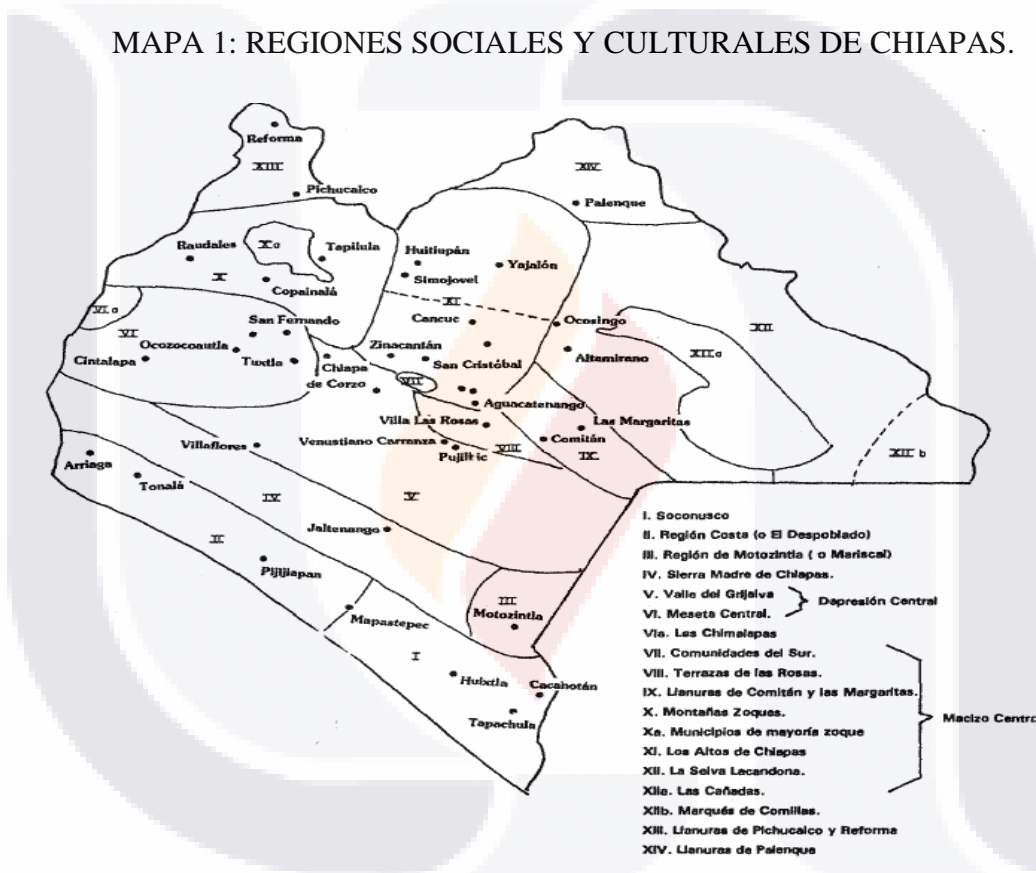 MAPA 1: REGIONES SOCIALES Y CULTURALES DE CHIAPAS.
Reforma
XIII
Pichucalco
XIV
Palenque
Raudales
Xa
Tapilula
Huitiupán
Yajalón
X
Simojovel
Copainalá
XI
VI a
San Fernando
Cancuc
Ocosingo
XII
VI
Ocozocoautla
Zinacantán
XII a
Cintalapa
Tuxtla
Chiapa
de Corzo
San Cristóbal
Altamirano
VII
Aguacatenango
Villa Las Rosas
Las Margaritas
Villaflores
Venustiano Carranza
VIII
Comitán
Pujiltic
IX
XII b
Arriaga
Tonalá
IV
V
II
Jaltenango
Pijijiapan
III
Motozintla
Mapastepec
I
Huixtla
Cacahotán
Tapachula
I. Soconusco
II. Región Costa (o El Despoblado)
III. Región de Motozintla ( o Mariscal)
IV. Sierra Madre de Chiapas.
V. Valle del Grijalva
Depresión Central
VI. Meseta Central.
VIa. Los Chimalapas
VII. Comunidades del Sur.
VIII. Terrazas de las Rosas.
IX. Llanuras de Comitán y las Margaritas.
X. Montañas Zoques.
Macizo Centra
Xa. Municipios de mayoría zoque
XI. Los Altos de Chiapas
XII. La Selva Lacandona.
XIIa. Las Cañadas.
XIIb. Marqués de Comillas.
XIII. Llanuras de Pichucalco y Reforma
XIV. Llanuras de Palenque